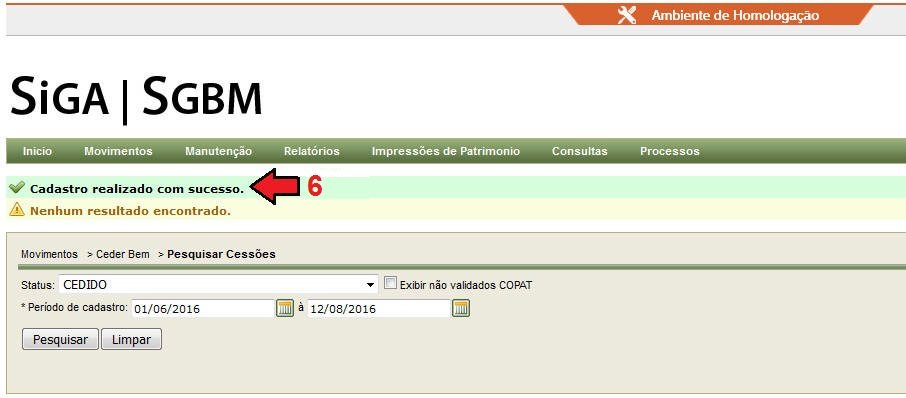 Ambiente de Homologação
SiGA | SGBM
Inicio Movimentos Manutenção Relatórios Impressões de Patrimonio Consultas Processos
Cadastro realizado com sucesso. 6
Nenhum resultado encontrado.
Movimentos > Ceder Bem > Pesquisar Cessões
Status: CEDIDO Exibir não validados COPAT
* Período de cadastro: 01/06/2016 à 12/08/2016
Pesquisar Limpar